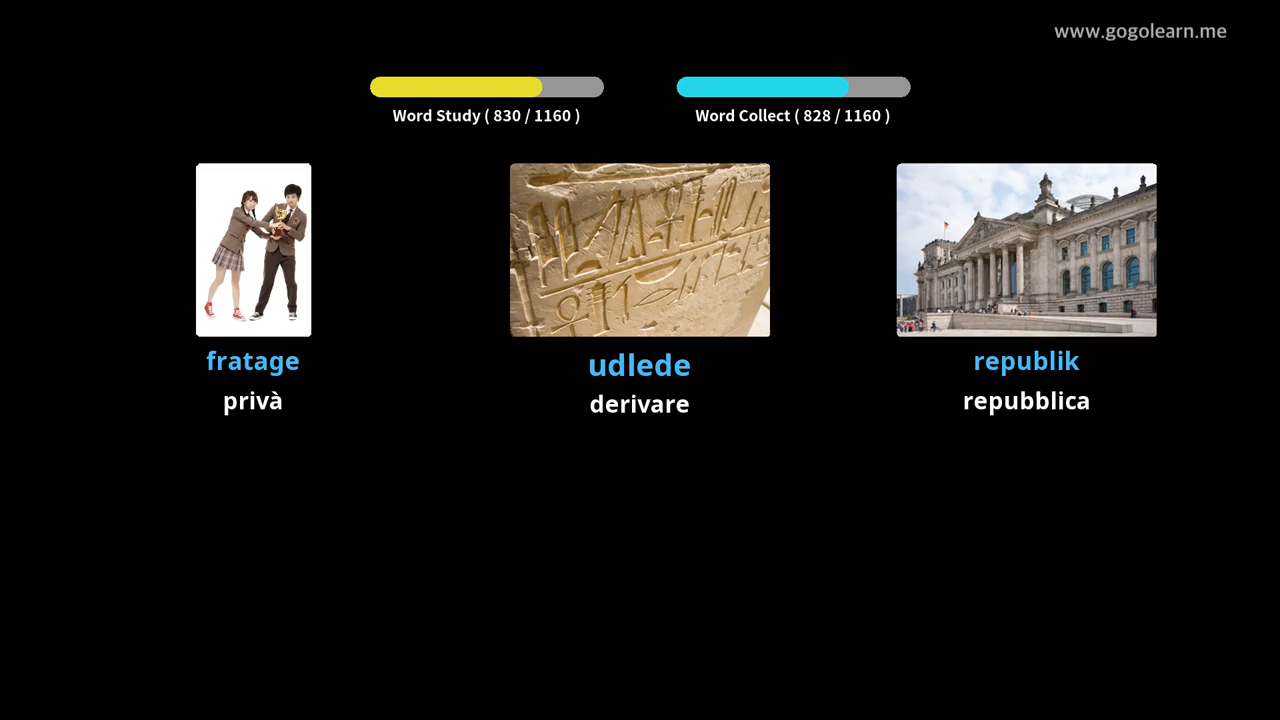 www.gogolearn.me
Word Study ( 830 / 1160 )
Word Collect ( 828 / 1160 )
fratage
udlede
republik
privà
derivare
repubblica